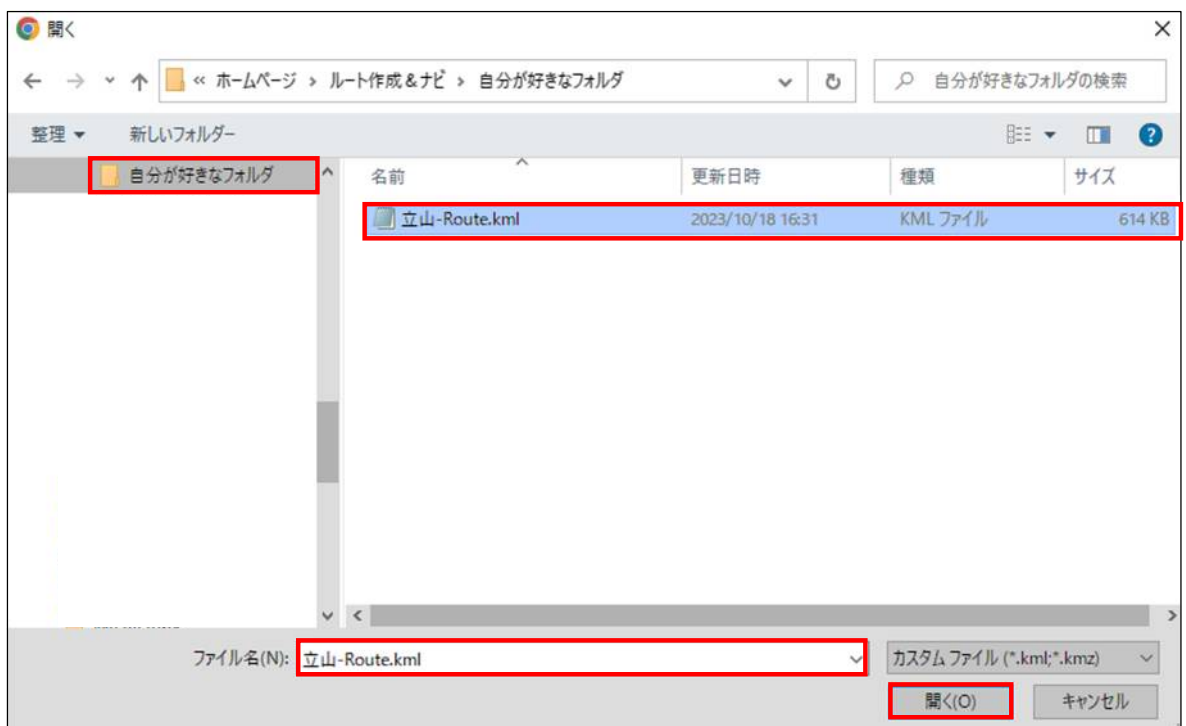 開く
« ホームページ › ルート作成&ナビ › 自分が好きなフォルダ
自分が好きなフォルダの検索
整理 新しいフォルダー
自分が好きなフォルダ
名前 更新日時 種類 サイズ
立山-Route.kml 2023/10/18 16:31 KML ファイル 614 KB
ファイル名(N): 立山-Route.kml カスタム ファイル (*.kml;*.kmz)
開く(O) キャンセル